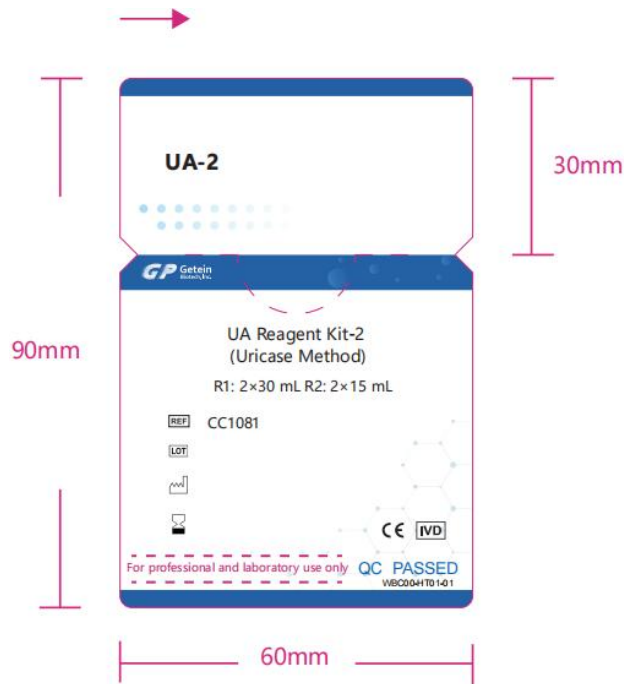 UA-2
30mm
GP Getein
Biotech,Inc.
90mm
UA Reagent Kit-2
(Uricase Method)
R1: 2×30 mL R2: 2×15 mL
REF CC1081
LOT
CE IVD
For professional and laboratory use only QC PASSED
WBC00-HT01-01
60mm